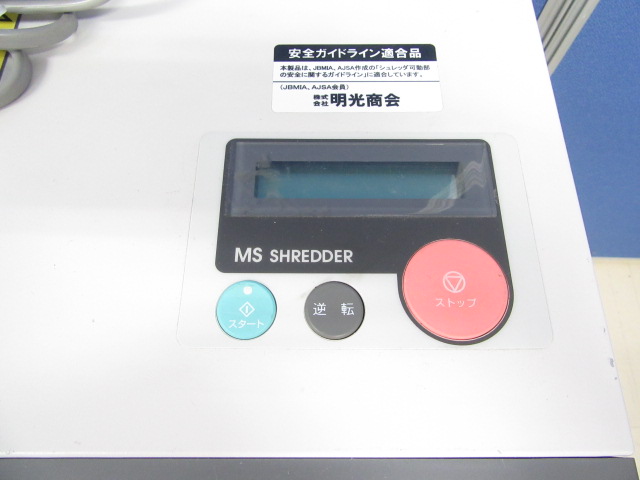 安全ガイドライン適合品
本製品は、JBMIA、AJSA作成の「シュレッダ可動部
の安全に関するガイドライン」に適合しています。
(JBMIA、AJSA会員)
株式会社 明光商会
MS SHREDDER
スタート
逆転
ストップ